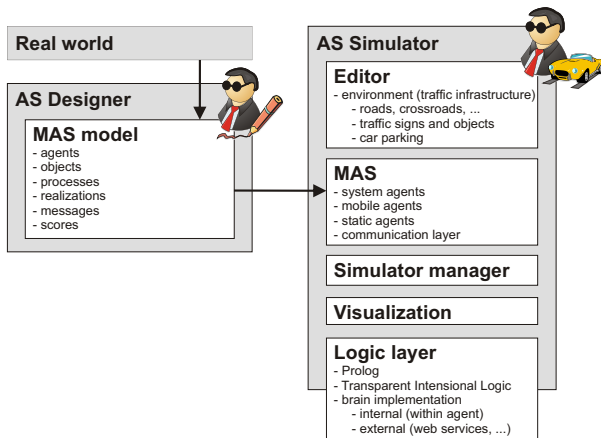 Real world
AS Designer
MAS model
- agents
- objects
- processes
- realizations
- messages
- scores
AS Simulator
Editor
- environment (traffic infrastructure)
- roads, crossroads, ...
- traffic signs and objects
- car parking
MAS
- system agents
- mobile agents
- static agents
- communication layer
Simulator manager
Visualization
Logic layer
- Prolog
- Transparent Intensional Logic
- brain implementation
- internal (within agent)
- external (web services, ...)